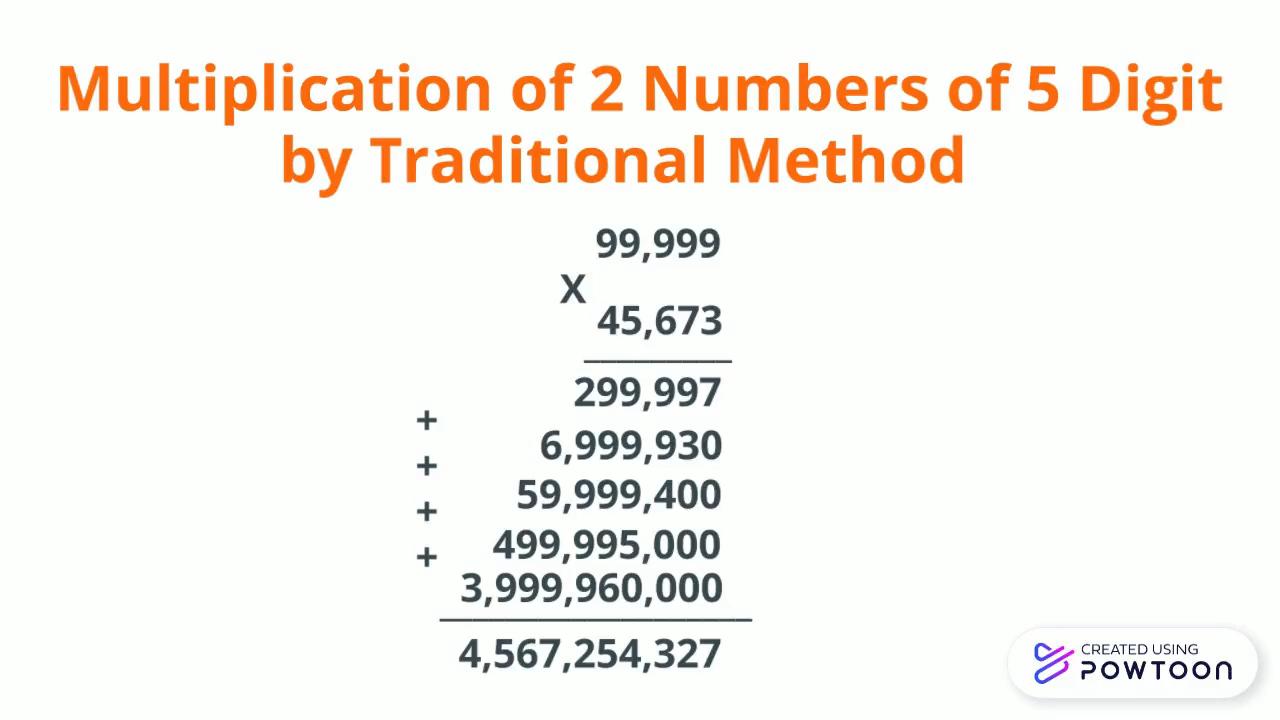 Multiplication of 2 Numbers of 5 Digit
by Traditional Method
99,999
X
45,673
299,997
+
6,999,930
+
59,999,400
+
499,995,000
+
3,999,960,000
4,567,254,327
CREATED USING
POWTOON